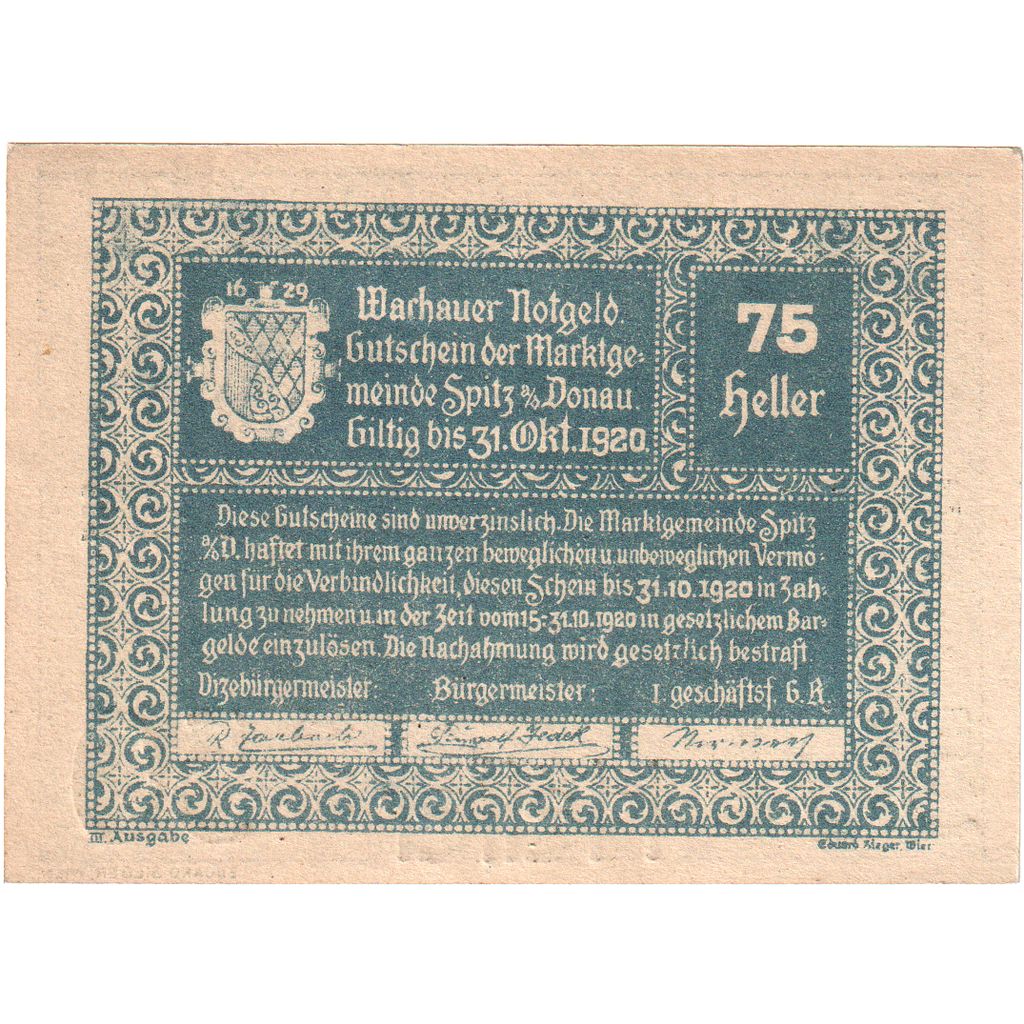 16 29
Wachauer Notgeld.
Gutschein der Marktge=
meinde Spitz a/d Donau.
Giltig bis 31. Okt. 1920
75
Heller
Diese Gutscheine sind unverzinslich. Die Marktgemeinde Spitz
a/D. haftet mit ihrem ganzen beweglichen u. unbeweglichen Vermö-
gen für die Verbindlichkeit, diesen Schein bis 31.10.1920 in Zah-
lung zu nehmen u. in der Zeit vom 15.-31.10.1920 in gesetzlichem Bar-
gelde einzulösen. Die Nachahmung wird gesetzlich bestraft
Vizebürgermeister: Bürgermeister: I. geschäftsf. G.R.
III. Ausgabe
Eduard Sieger, Wien